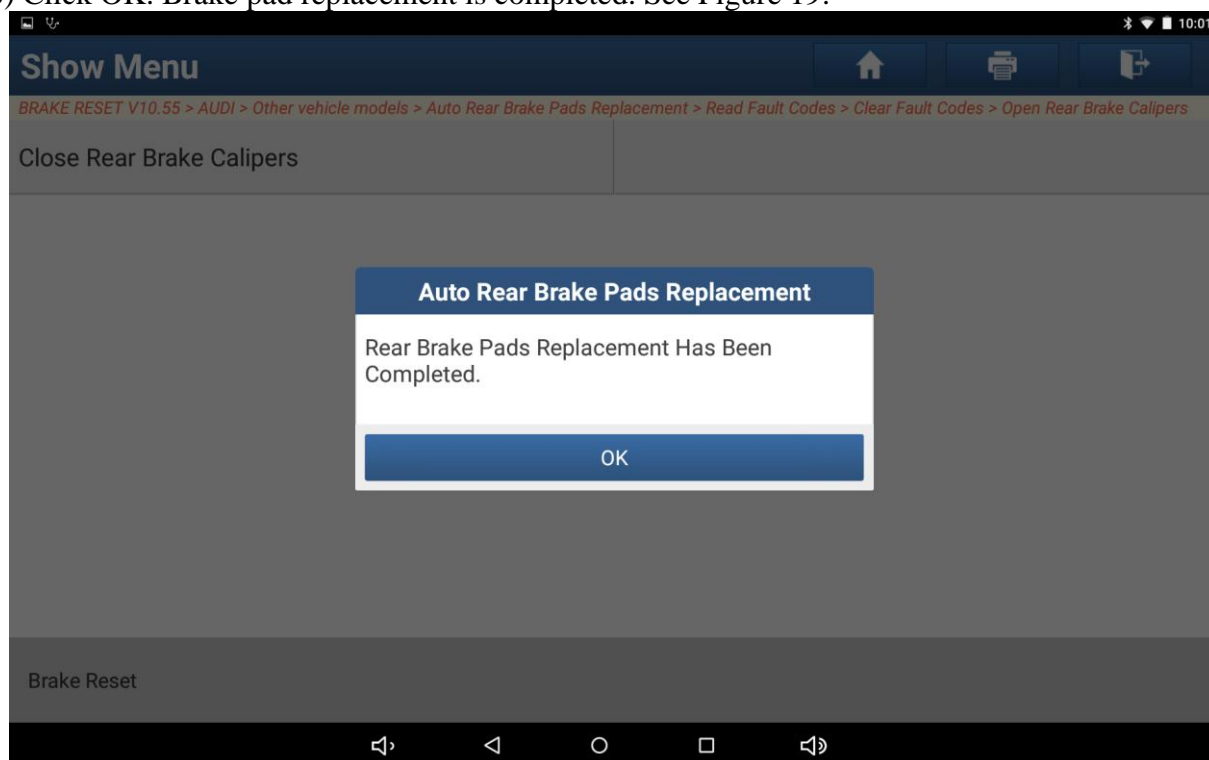 ) Click OK. Brake pad replacement is completed. See Figure 19.
10:01
Show Menu
BRAKE RESET V10.55 > AUDI > Other vehicle models > Auto Rear Brake Pads Replacement > Read Fault Codes > Clear Fault Codes > Open Rear Brake Calipers
Close Rear Brake Calipers
Auto Rear Brake Pads Replacement
Rear Brake Pads Replacement Has Been
Completed.
OK
Brake Reset